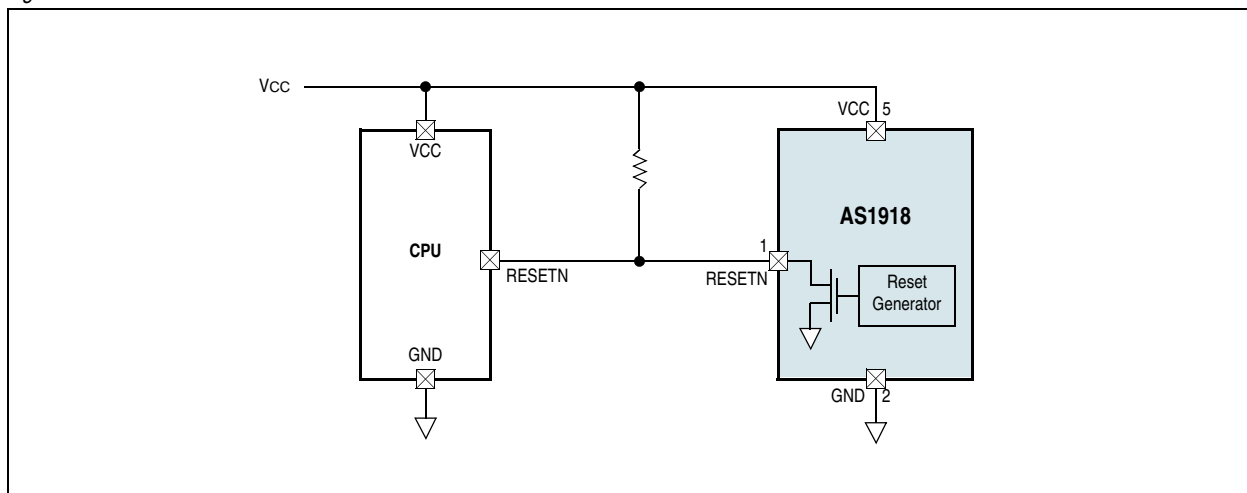 VCC
VCC 5
VCC
AS1918
CPU
1
RESETN
RESETN
Reset
Generator
GND
GND 2